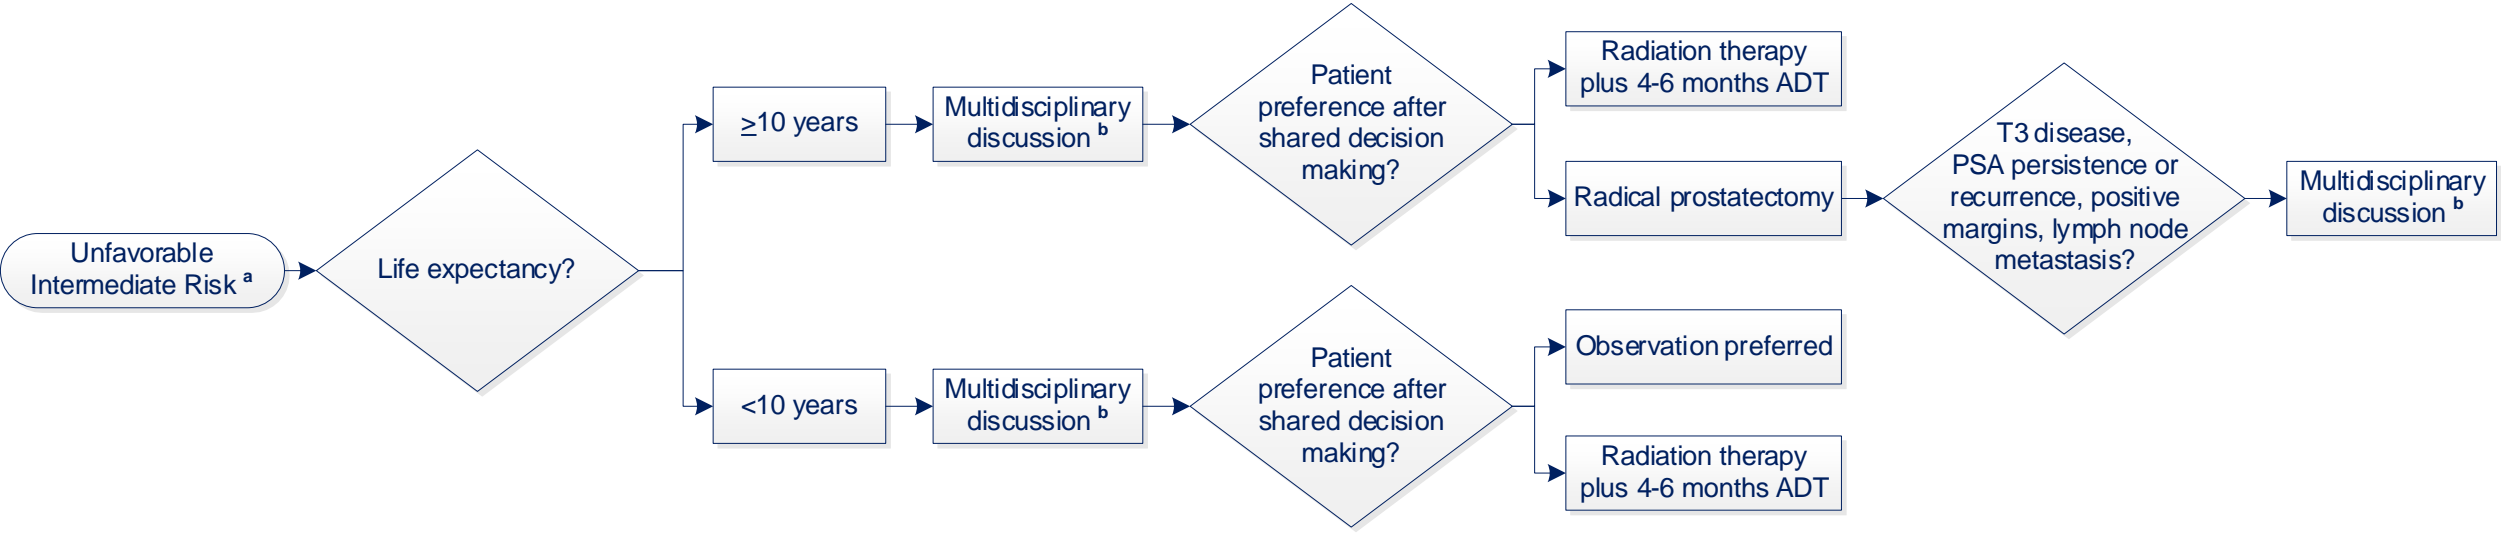 Unfavorable
Intermediate Risk a
Life expectancy?
≥10 years
Multidisciplinary
discussion b
Patient
preference after
shared decision
making?
Radiation therapy
plus 4-6 months ADT
Radical prostatectomy
T3 disease,
PSA persistence or
recurrence, positive
margins, lymph node
metastasis?
Multidisciplinary
discussion b
<10 years
Multidisciplinary
discussion b
Patient
preference after
shared decision
making?
Observation preferred
Radiation therapy
plus 4-6 months ADT